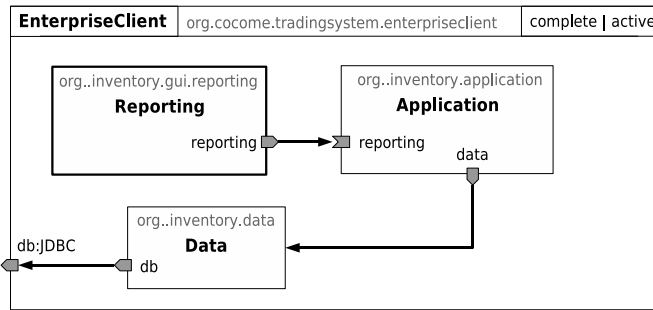 EnterpriseClient org.cocome.tradingsystem.enterpriseclient complete | active
org..inventory.gui.reporting
Reporting
reporting
org..inventory.application
Application
reporting
data
org..inventory.data
Data
db
db:JDBC